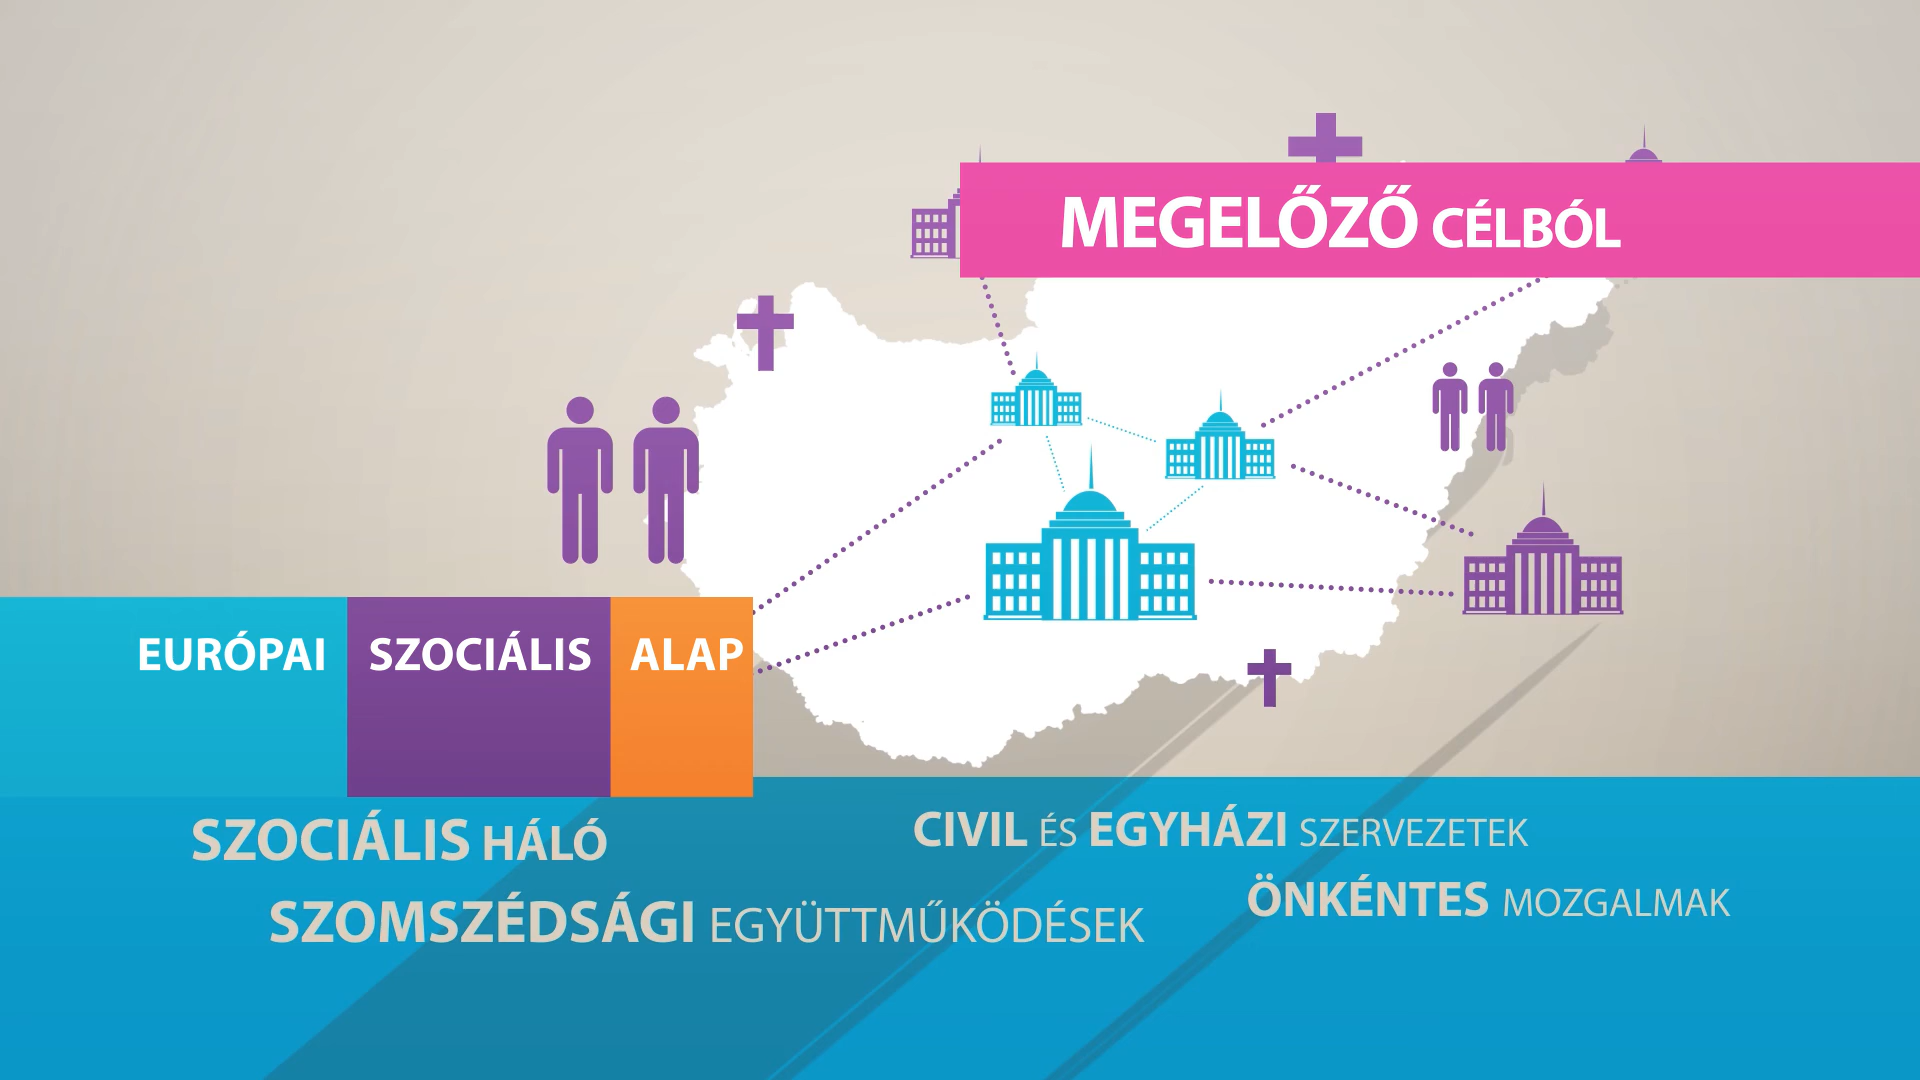 MEGELŐZŐ CÉLBÓL
EURÓPAI SZOCIÁLIS ALAP
SZOCIÁLIS HÁLÓ
SZOMSZÉDSÁGI EGYÜTTMŰKÖDÉSEK
CIVIL ÉS EGYHÁZI SZERVEZETEK
ÖNKÉNTES MOZGALMAK